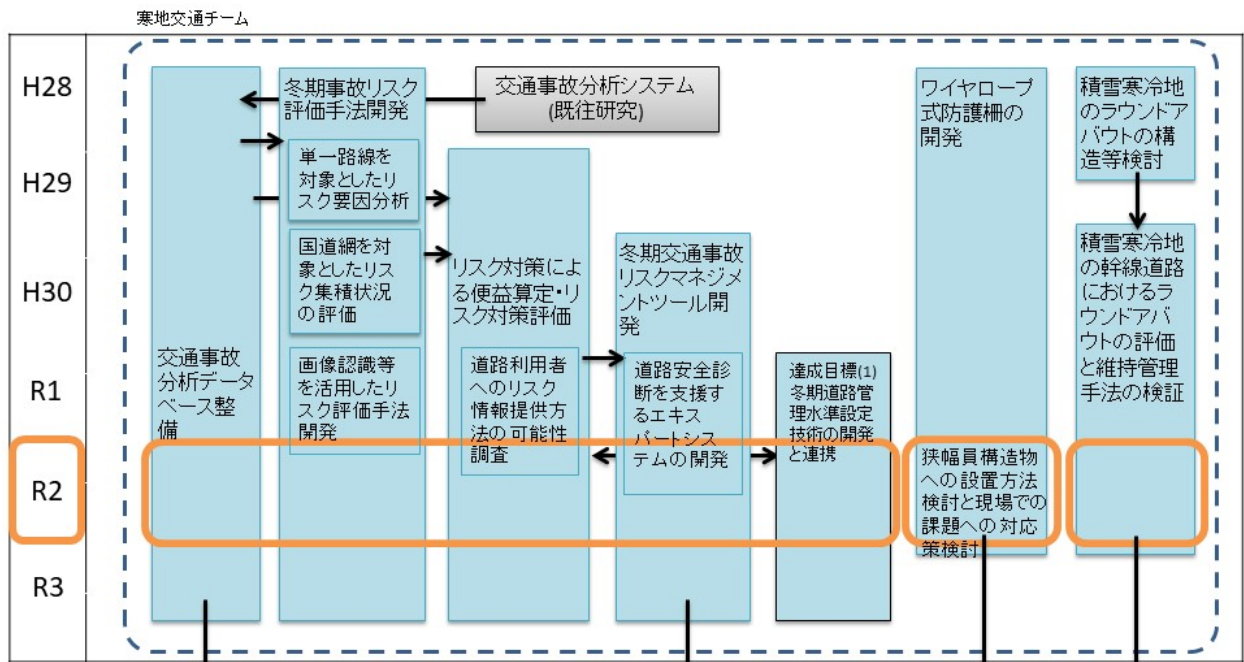 寒地交通チーム
H28
H29
H30
R1
R2
R3
交通事故
分析データ
ベース整
備
冬期事故リスク
評価手法開発
単一路線を
対象としたリ
スク要因分析
国道網を対
象としたリス
ク集積状況
の評価
画像認識等
を活用したリ
スク評価手法
開発
交通事故分析システム
(既往研究)
リスク対策によ
る便益算定・リ
スク対策評価
道路利用者
へのリスク
情報提供方
法の可能性
調査
冬期交通事故
リスクマネジメ
ントツール開
発
道路安全診
断を支援す
るエキス
パートシス
テムの開発
達成目標(1)
冬期道路管
理水準設定
技術の開発
と連携
ワイヤロープ
式防護柵の
開発
狭幅員構造物
への設置方法
検討と現場での
課題への対応
策検討
積雪寒冷地
のラウンドア
バウトの構
造等検討
積雪寒冷地
の幹線道路
におけるラ
ウンドアバ
ウトの評価
と維持管理
手法の検証